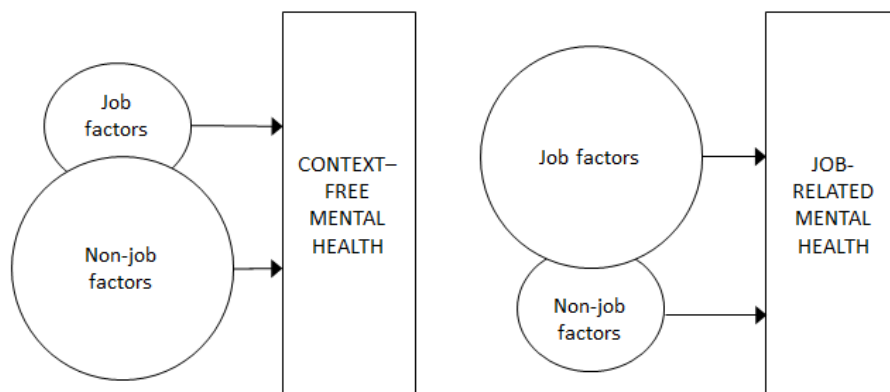 Job
factors
Non-job
factors
CONTEXT–
FREE
MENTAL
HEALTH
Job factors
Non-job
factors
JOB-
RELATED
MENTAL
HEALTH